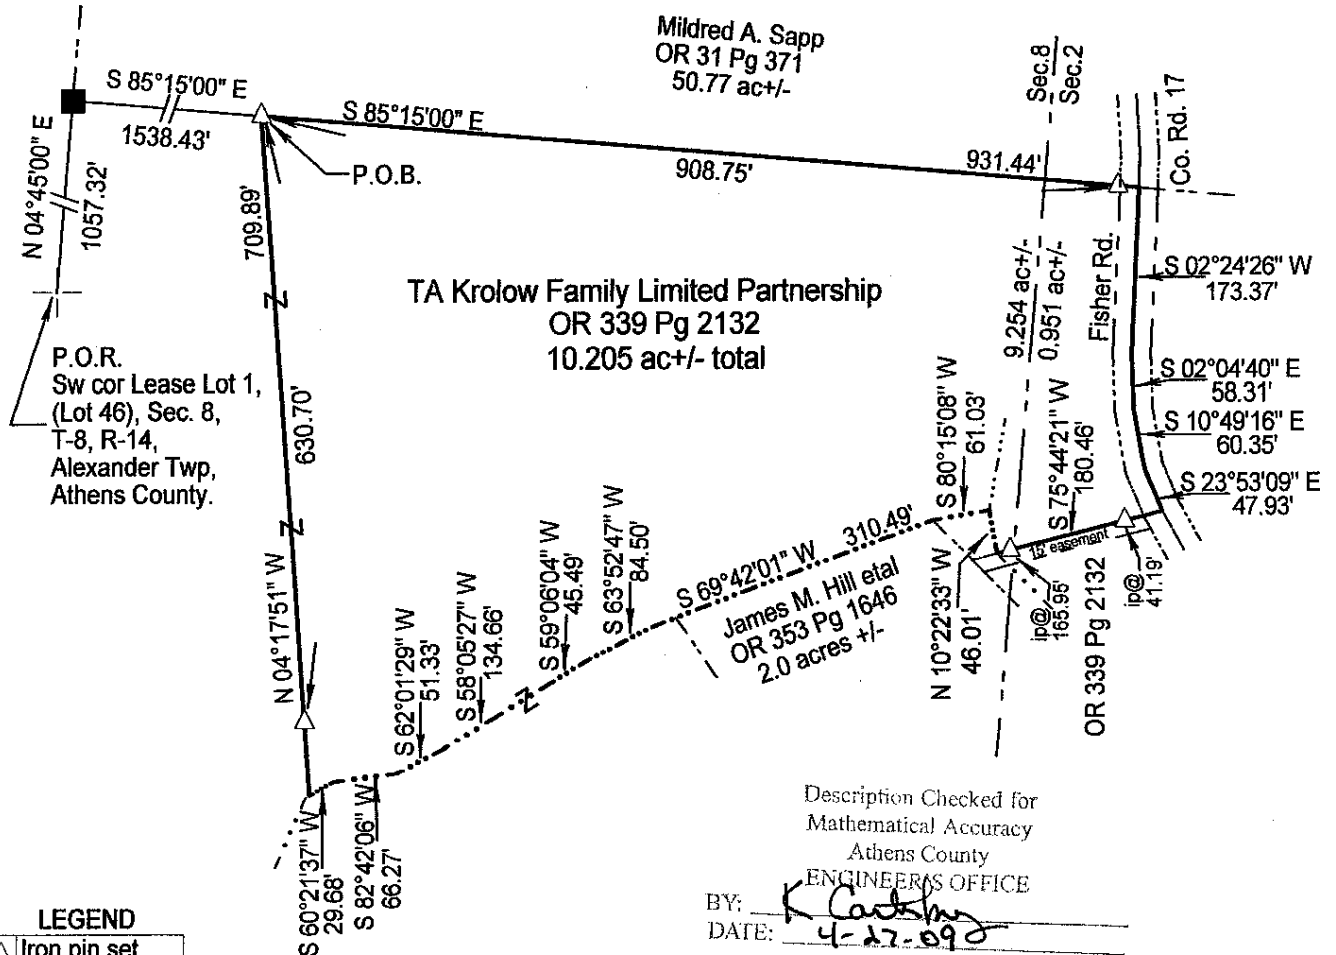 Mildred A. Sapp
OR 31 Pg 371
50.77 ac+/-
Sec.8
Sec.2
Co. Rd. 17
S 85°15'00" E
1538.43'
S 85°15'00" E
908.75'
931.44'
P.O.B.
N 04°45'00" E
1057.32'
709.89'
TA Krolow Family Limited Partnership
OR 339 Pg 2132
10.205 ac+/- total
9.254 ac+/-
0.951 ac+/-
Fisher Rd.
S 02°24'26" W
173.37'
S 02°04'40" E
58.31'
S 10°49'16" E
60.35'
S 23°53'09" E
47.93'
P.O.R.
Sw cor Lease Lot 1,
(Lot 46), Sec. 8,
T-8, R-14,
Alexander Twp,
Athens County.
630.70'
N 04°17'51" W
S 80°15'08" W
61.03'
S 75°44'21" W
180.46'
15' easement
ip@
41.19'
ip@
165.95'
OR 339 Pg 2132
N 10°22'33" W
46.01'
S 69°42'01" W 310.49'
James M. Hill etal
OR 353 Pg 1646
2.0 acres +/-
S 63°52'47" W
84.50'
S 59°06'04" W
45.49'
S 58°05'27" W
134.66'
S 62°01'29" W
51.33'
S 82°42'06" W
66.27'
S 60°21'37" W
29.68'
Description Checked for
Mathematical Accuracy
Athens County
ENGINEER'S OFFICE
BY: K
DATE: 4-27-09
LEGEND
Iron pin set